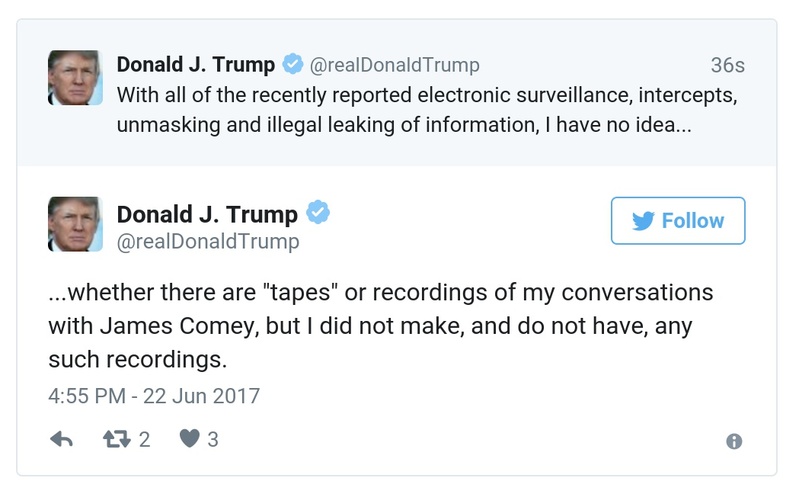 Donald J. Trump @realDonaldTrump 36s
With all of the recently reported electronic surveillance, intercepts,
unmasking and illegal leaking of information, I have no idea...
Donald J. Trump
Follow
@realDonaldTrump
...whether there are "tapes" or recordings of my conversations
with James Comey, but I did not make, and do not have, any
such recordings.
4:55 PM - 22 Jun 2017
2 3